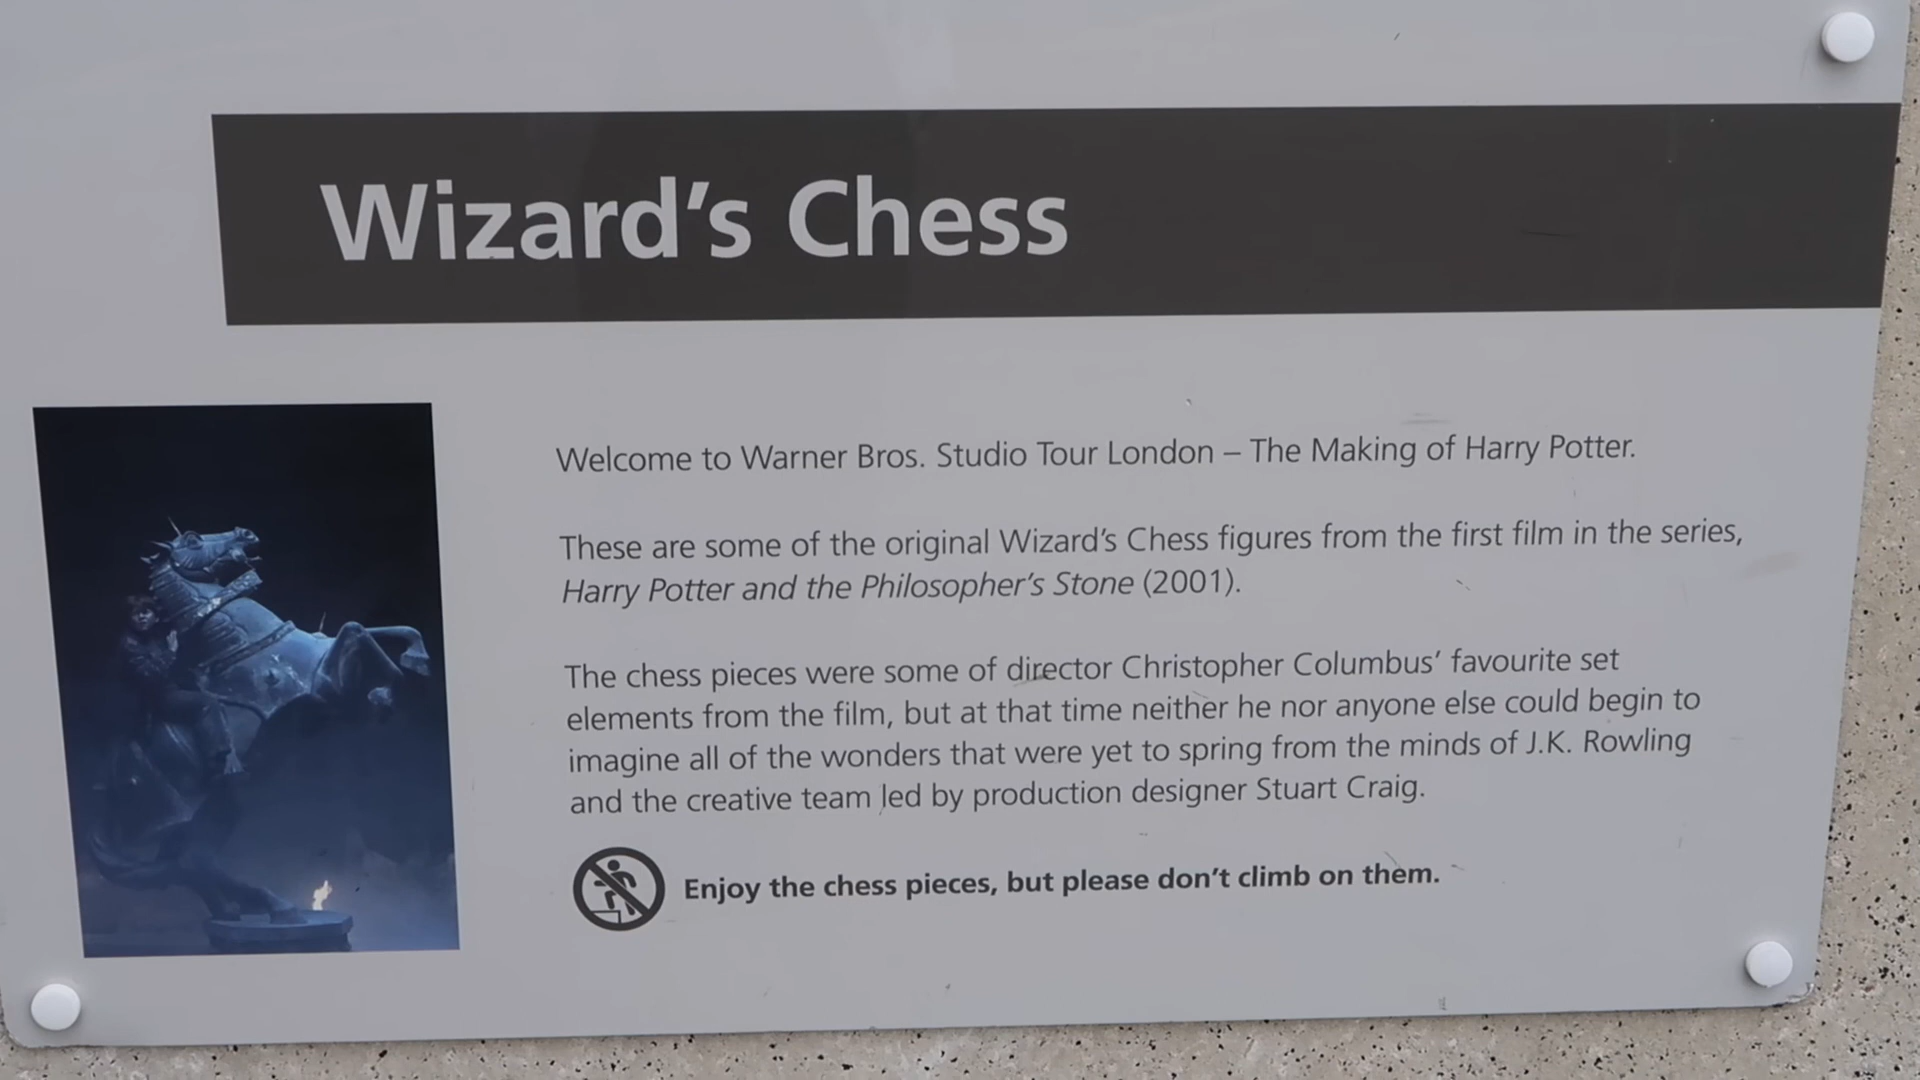 Wizard’s Chess
Welcome to Warner Bros. Studio Tour London – The Making of Harry Potter.
These are some of the original Wizard’s Chess figures from the first film in the series,
Harry Potter and the Philosopher’s Stone (2001).
The chess pieces were some of director Christopher Columbus’ favourite set
elements from the film, but at that time neither he nor anyone else could begin to
imagine all of the wonders that were yet to spring from the minds of J.K. Rowling
and the creative team led by production designer Stuart Craig.
Enjoy the chess pieces, but please don’t climb on them.